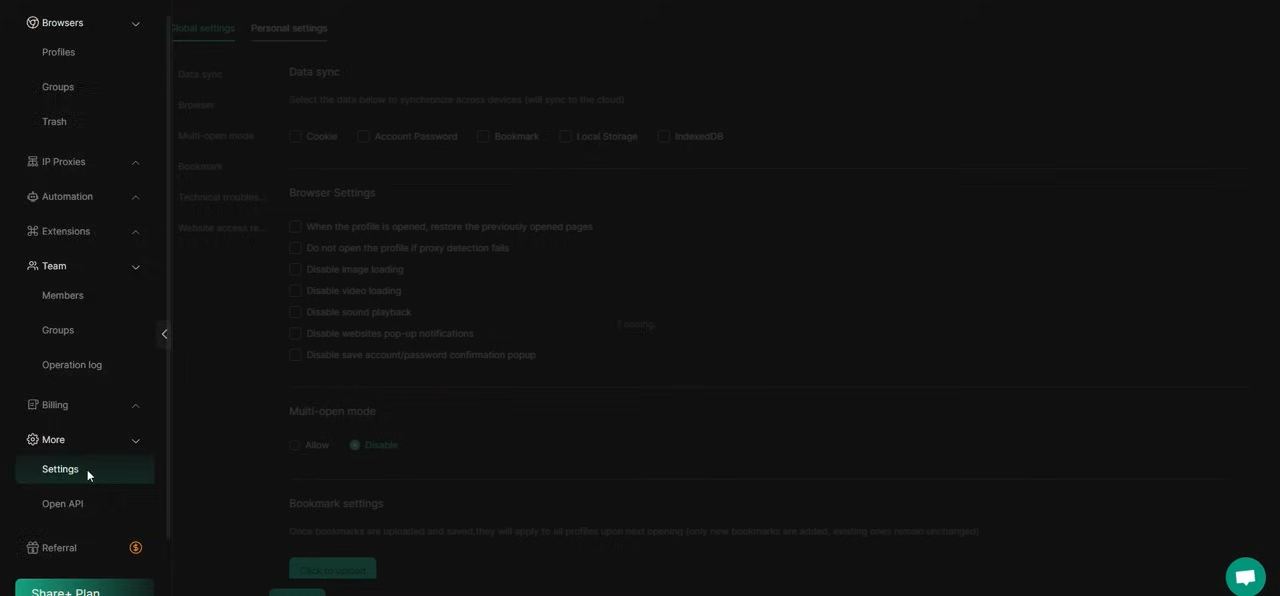 Browsers
Profiles
Groups
Trash
IP Proxies
Automation
Extensions
Team
Members
Groups
Operation log
Billing
More
Settings
Open API
Referral
Share+ Plan
Global settings Personal settings
Data sync
Browser
Multi-open mode
Bookmark
Technical troubles...
Website access re...
Data sync
Select the data below to synchronize across devices (will sync to the cloud)
Cookie Account Password Bookmark Local Storage IndexedDB
Browser Settings
When the profile is opened, restore the previously opened pages
Do not open the profile if proxy detection fails
Disable image loading
Disable video loading
Disable sound playback
Disable websites pop-up notifications
Disable save account/password confirmation popup
Loading
Multi-open mode
Allow Disable
Bookmark settings
Once bookmarks are uploaded and saved,they will apply to all profiles upon next opening (only new bookmarks are added, existing ones remain unchanged)
Click to upload